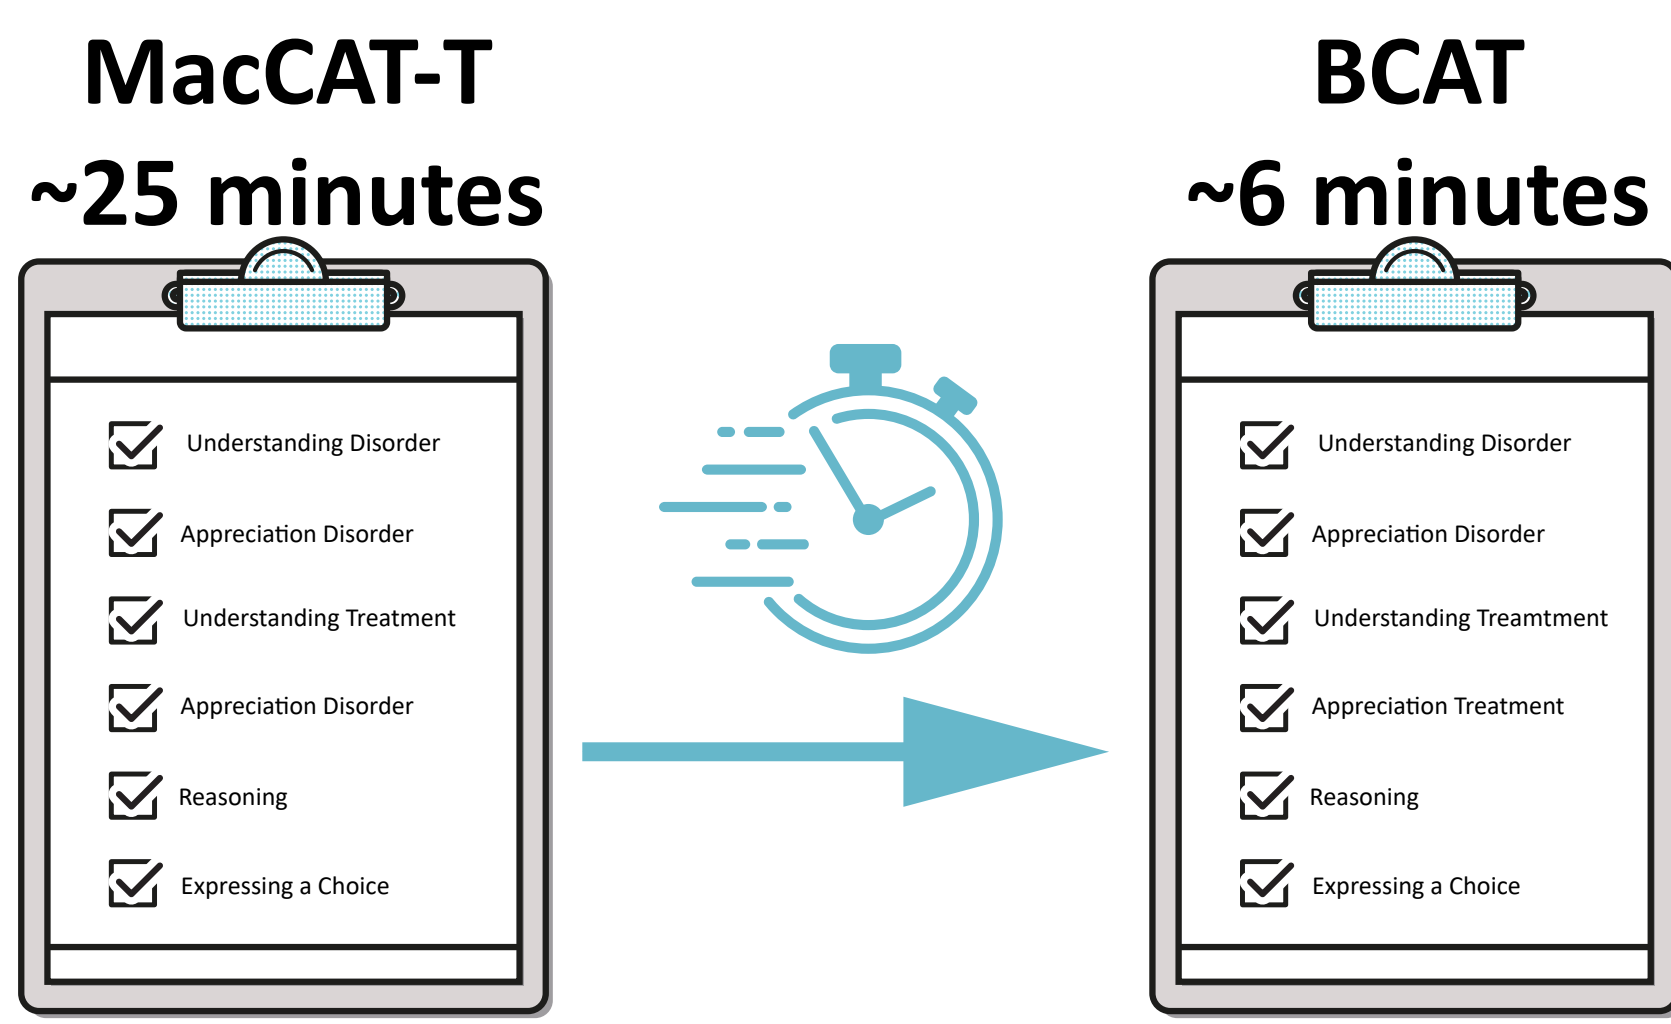 MacCAT-T
~25 minutes
Understanding Disorder
Appreciation Disorder
Understanding Treatment
Appreciation Disorder
Reasoning
Expressing a Choice
BCAT
~6 minutes
Understanding Disorder
Appreciation Disorder
Understanding Treamtment
Appreciation Treatment
Reasoning
Expressing a Choice